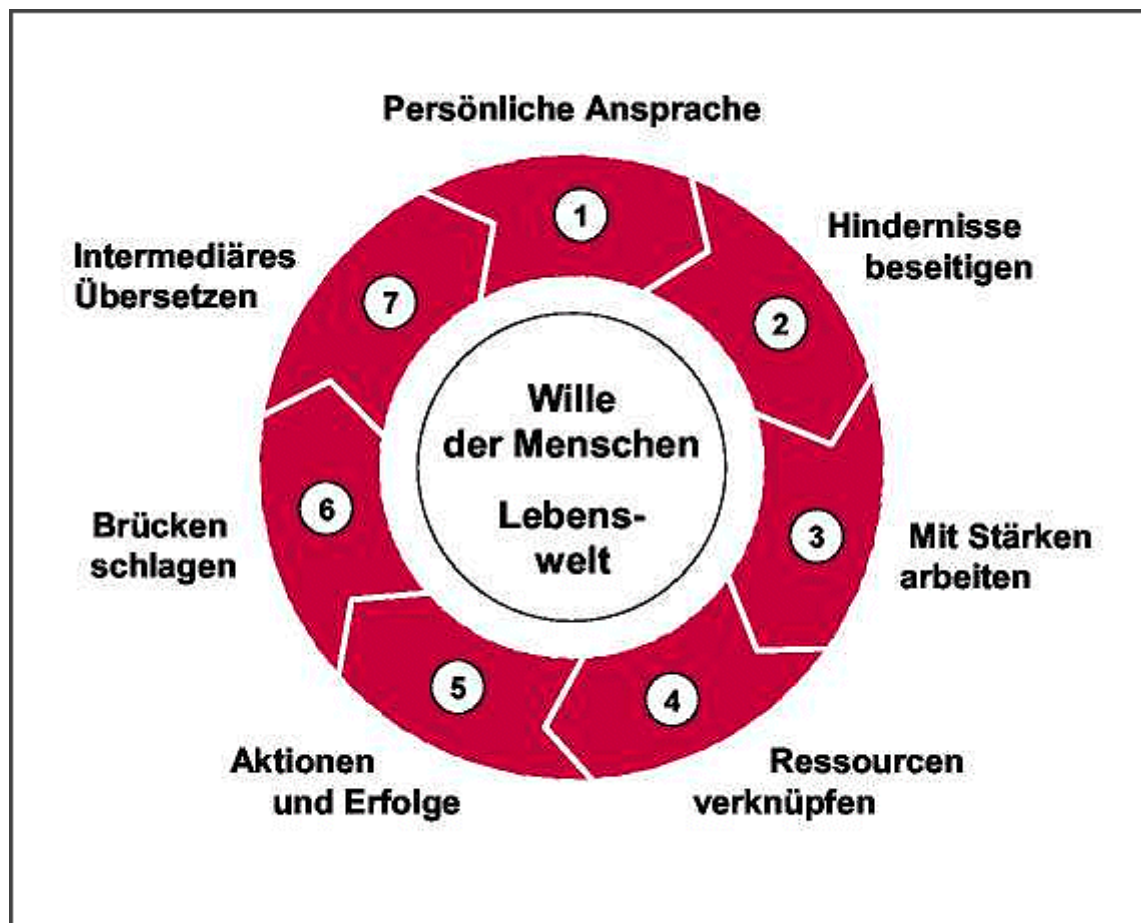 Persönliche Ansprache
1
Hindernisse
beseitigen
2
3
Mit Stärken
arbeiten
4
Ressourcen
verknüpfen
5
Aktionen
und Erfolge
6
Brücken
schlagen
7
Intermediäres
Übersetzen
Wille
der Menschen
Lebens-
welt